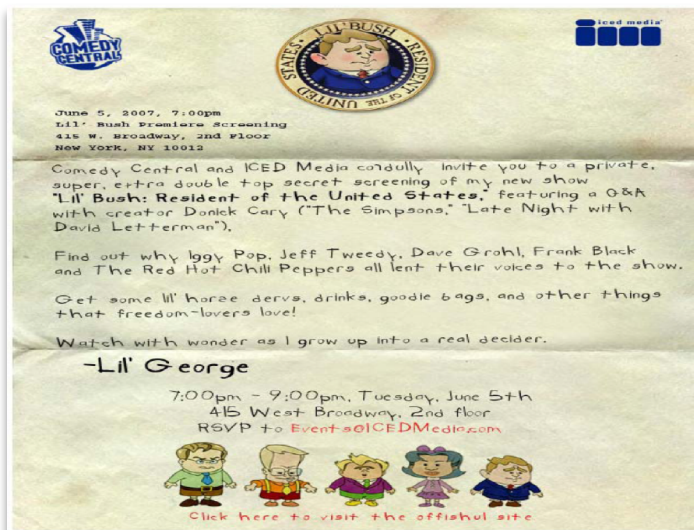 COMEDY CENTRAL
LIL' BUSH RESIDENT OF THE UNITED STATES
iced media
June 5, 2007, 7:00pm
Lil' Bush Premiere Screening
415 W. Broadway, 2nd Floor
New York, NY 10012
Comedy Central and ICED Media cordully invite you to a private,
super, extra double top secret screening of my new show
"Lil' Bush: Resident of the United States," featuring a Q&A
with creator Donick Cary ("The Simpsons," "Late Night with
David Letterman").
Find out why Iggy Pop, Jeff Tweedy, Dave Grohl, Frank Black
and The Red Hot Chili Peppers all lent their voices to the show.
Get some lil' horze dervs, drinks, goodie bags, and other things
that freedom-lovers love!
Watch with wonder as I grow up into a real decider.
-Lil' George
7:00pm - 9:00pm, Tuesday, June 5th
415 West Broadway, 2nd floor
RSVP to Events@ICEDMedia.com
Click here to visit the offishul site